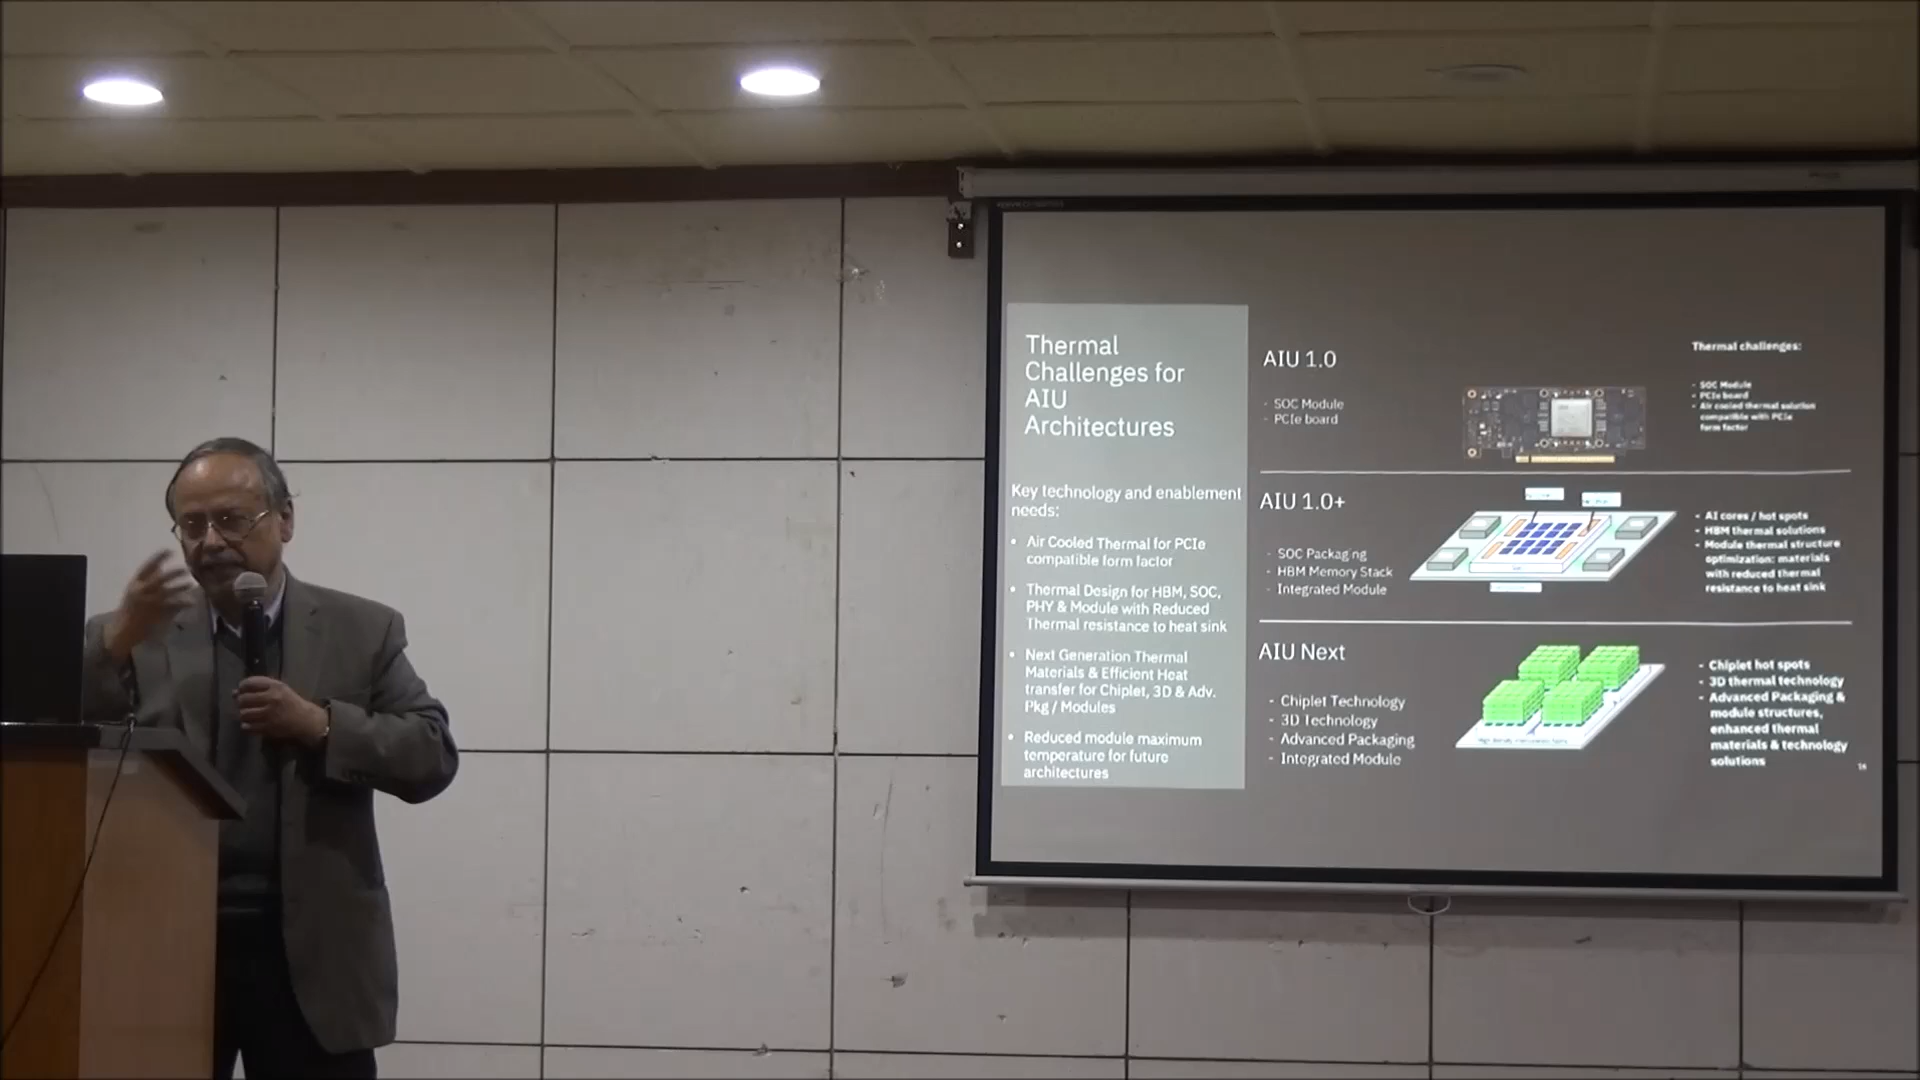 Thermal
Challenges for
AIU
Architectures
Key technology and enablement
needs:
• Air Cooled Thermal for PCIe
compatible form factor
• Thermal Design for HBM, SOC,
PHY & Module with Reduced
Thermal resistance to heat sink
• Next Generation Thermal
Materials & Efficient Heat
transfer for Chiplet, 3D & Adv.
Pkg / Modules
• Reduced module maximum
temperature for future
architectures
AIU 1.0
- SOC Module
- PCIe board
Thermal challenges:
- SOC Module
- PCIe board
- Air cooled thermal solution
compatible with PCIe
form factor
AIU 1.0+
- SOC Packaging
- HBM Memory Stack
- Integrated Module
• AI cores / hot spots
• HBM thermal solutions
• Module thermal structure
optimization: materials
with reduced thermal
resistance to heat sink
AIU Next
- Chiplet Technology
- 3D Technology
- Advanced Packaging
- Integrated Module
• Chiplet hot spots
• 3D thermal technology
• Advanced Packaging &
module structures,
enhanced thermal
materials & technology
solutions